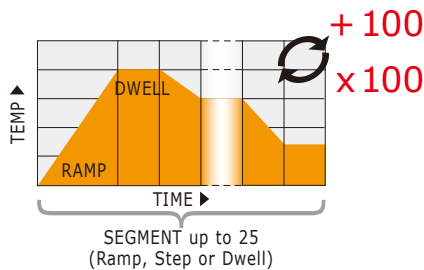 +100
x100
DWELL
RAMP
TEMP ▶
TIME ▶
SEGMENT up to 25
(Ramp, Step or Dwell)